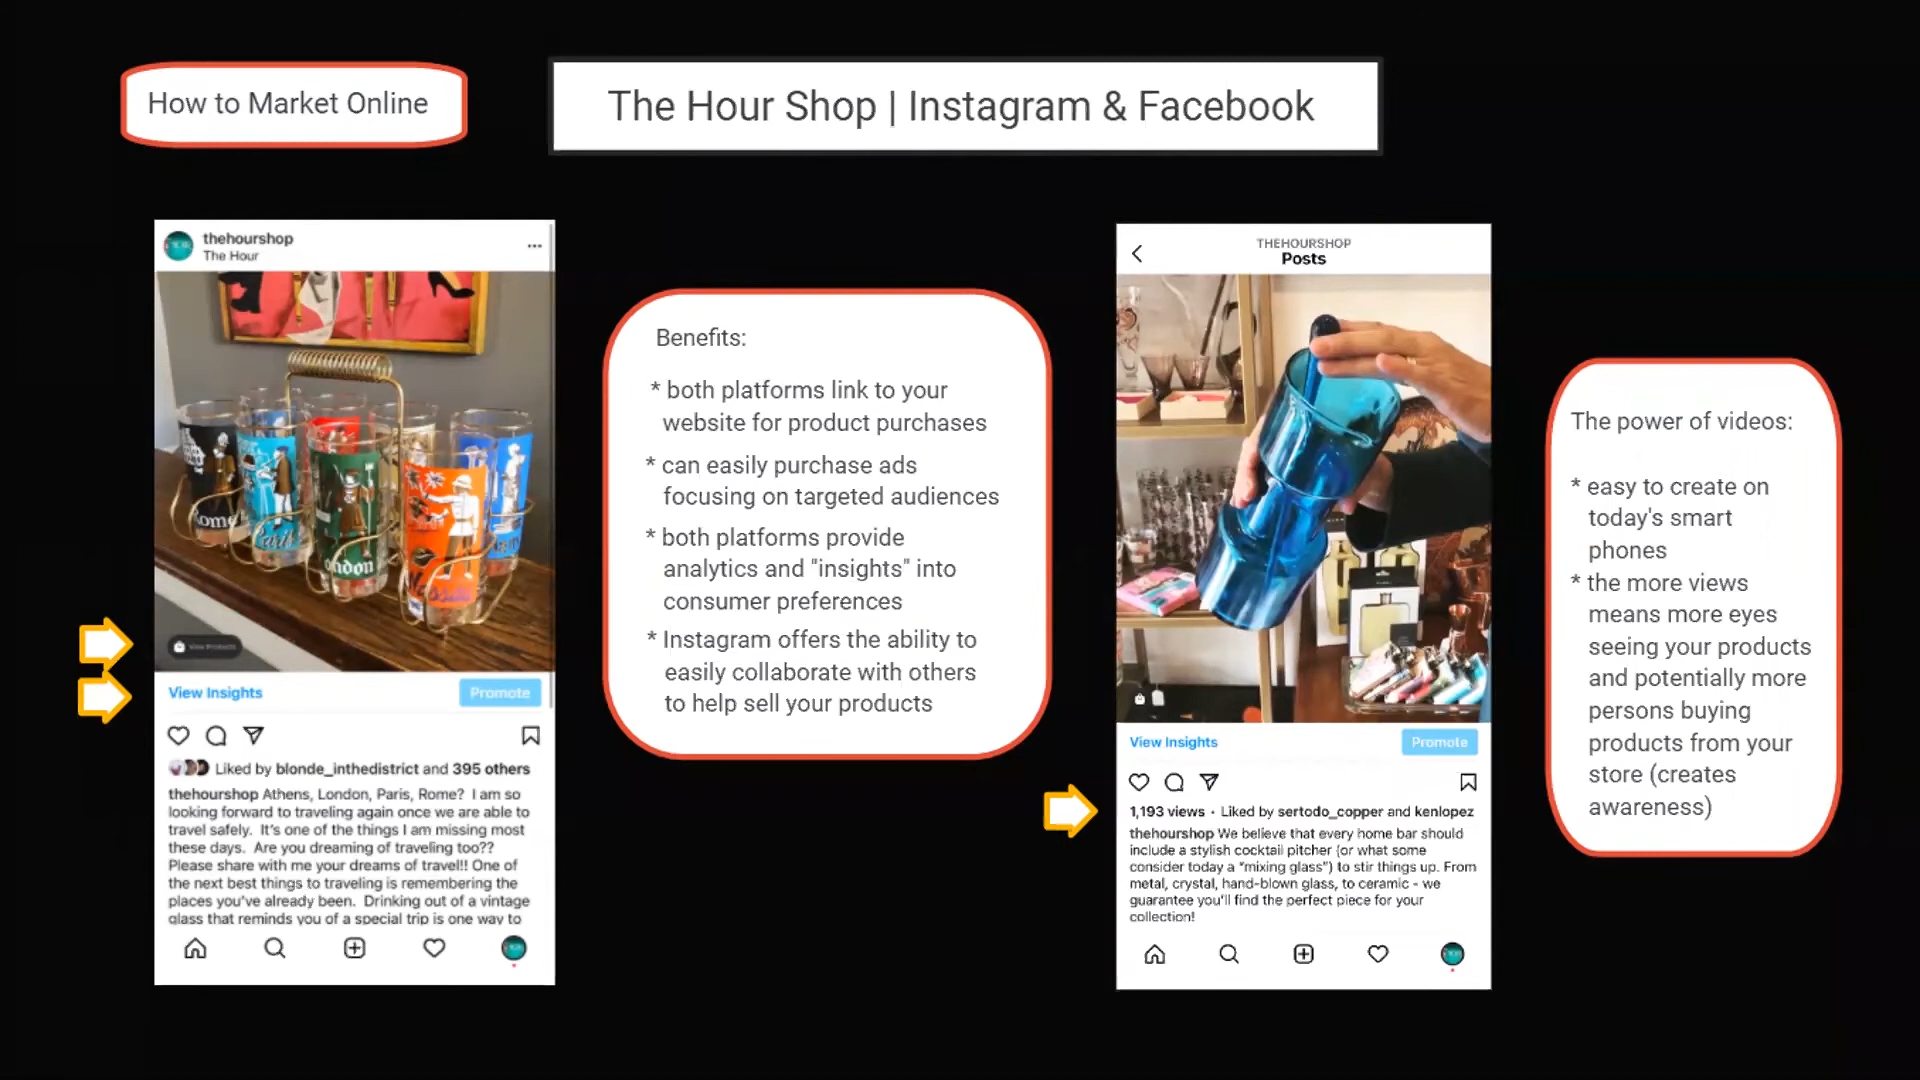 How to Market Online
The Hour Shop | Instagram & Facebook
thehourshop
The Hour
Rome
Paris
London
View Products
View Insights
Promote
Liked by blonde_inthedistrict and 395 others
thehourshop Athens, London, Paris, Rome? I am so
looking forward to traveling again once we are able to
travel safely. It's one of the things I am missing most
these days. Are you dreaming of traveling too??
Please share with me your dreams of travel!! One of
the next best things to traveling is remembering the
places you've already been. Drinking out of a vintage
glass that reminds you of a special trip is one way to
Benefits:
* both platforms link to your
website for product purchases
* can easily purchase ads
focusing on targeted audiences
* both platforms provide
analytics and "insights" into
consumer preferences
* Instagram offers the ability to
easily collaborate with others
to help sell your products
THEHOURSHOP
Posts
View Insights
Promote
1,193 views · Liked by sertodo_copper and kenlopez
thehourshop We believe that every home bar should
include a stylish cocktail pitcher (or what some
consider today a "mixing glass") to stir things up. From
metal, crystal, hand-blown glass, to ceramic - we
guarantee you'll find the perfect piece for your
collection!
The power of videos:
* easy to create on
today's smart
phones
* the more views
means more eyes
seeing your products
and potentially more
persons buying
products from your
store (creates
awareness)